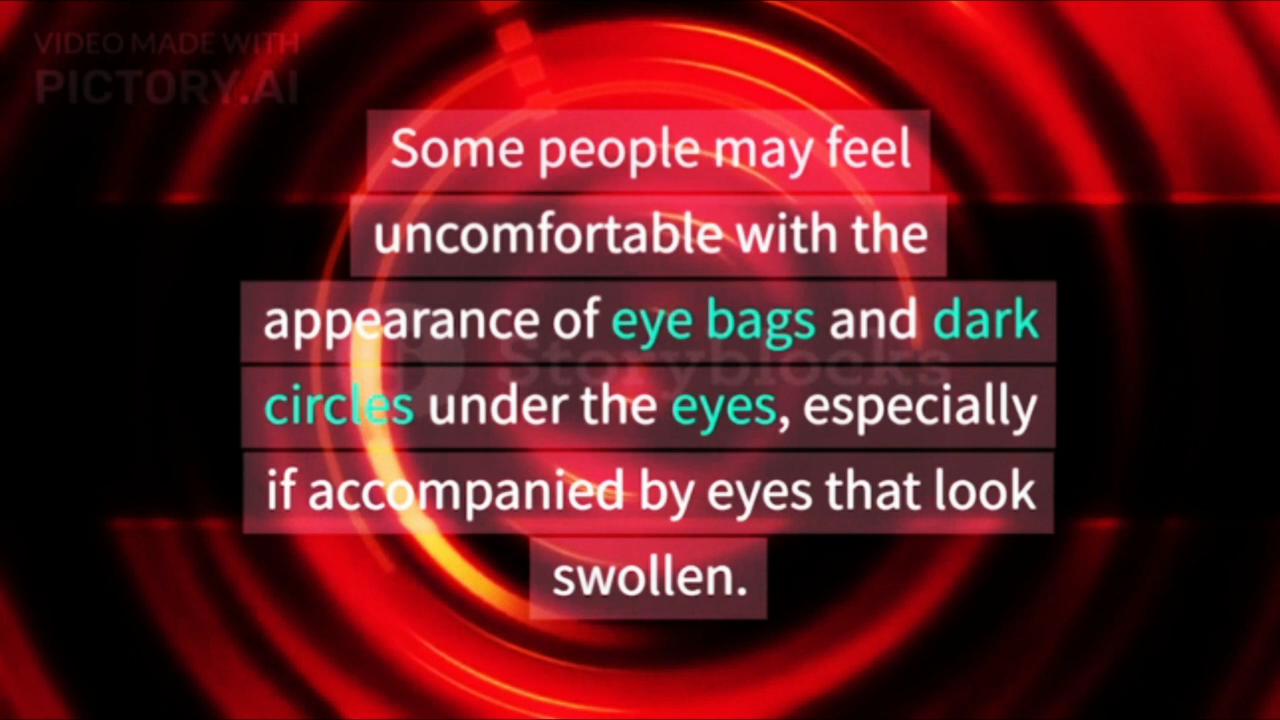 VIDEO MADE WITH
PICTORY.AI
Some people may feel
uncomfortable with the
appearance of eye bags and dark
Storyblocks
circles under the eyes, especially
if accompanied by eyes that look
swollen.